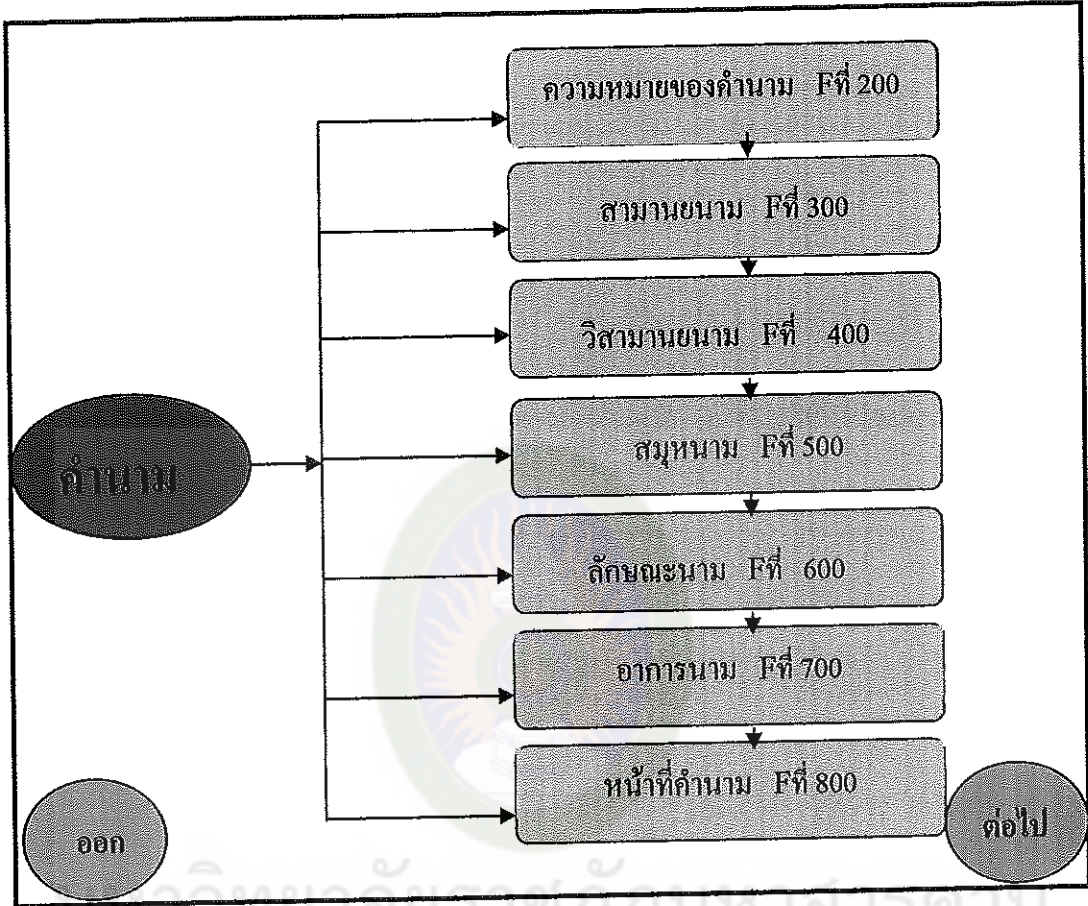 ความหมายของคำนาม Fที่ 200
สามานยนาม Fที่ 300
วิสามานยนาม Fที่ 400
คำนาม
สมุหนาม Fที่ 500
ลักษณะนาม Fที่ 600
อาการนาม Fที่ 700
หน้าที่คำนาม Fที่ 800
ออก
ต่อไป